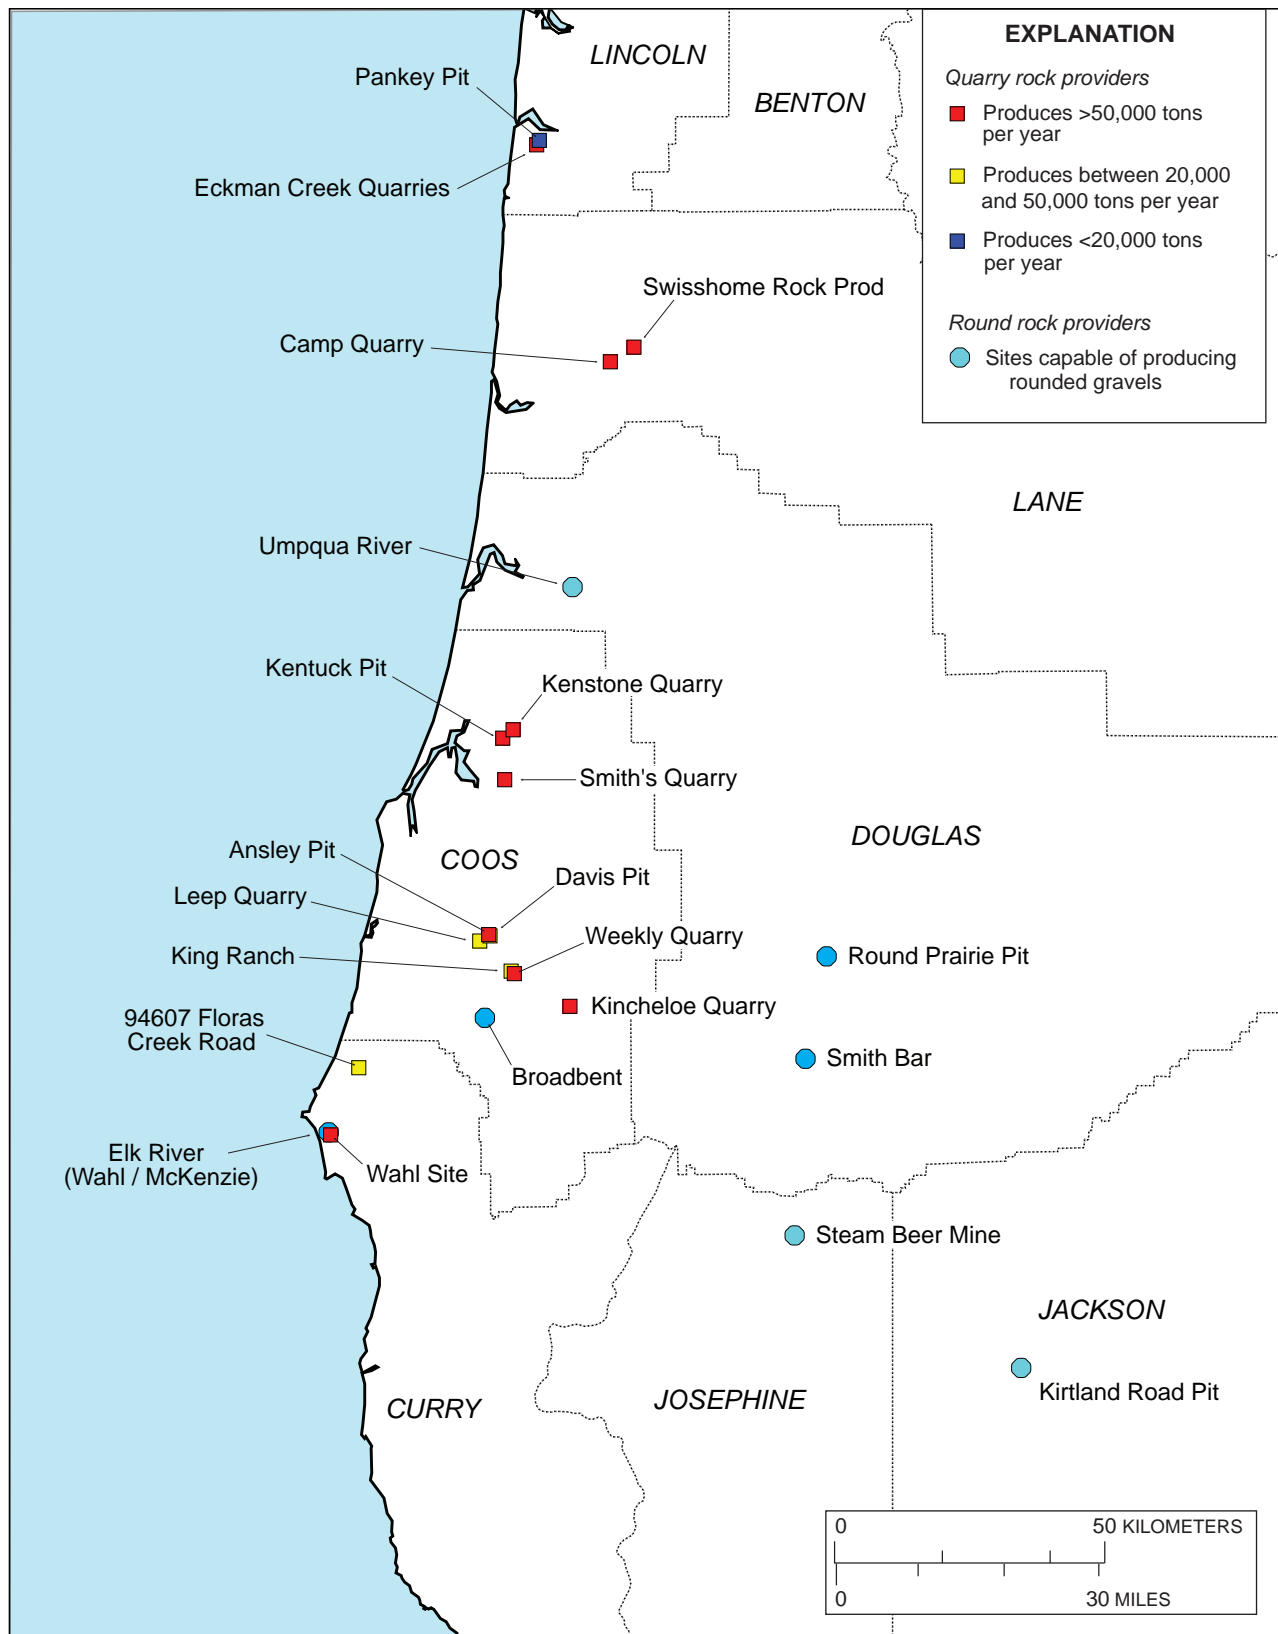 LINCOLN
BENTON
Pankey Pit
Eckman Creek Quarries
EXPLANATION
Quarry rock providers
Produces >50,000 tons
per year
Produces between 20,000
and 50,000 tons per year
Produces <20,000 tons
per year
Round rock providers
Sites capable of producing
rounded gravels
Swisshome Rock Prod
Camp Quarry
LANE
Umpqua River
Kentuck Pit
Kenstone Quarry
Smith's Quarry
DOUGLAS
Ansley Pit
COOS
Davis Pit
Leep Quarry
Weekly Quarry
King Ranch
Round Prairie Pit
Kincheloe Quarry
94607 Floras
Creek Road
Smith Bar
Broadbent
Elk River
(Wahl / McKenzie)
Wahl Site
Steam Beer Mine
JACKSON
Kirtland Road Pit
JOSEPHINE
CURRY
0 50 KILOMETERS
0 30 MILES